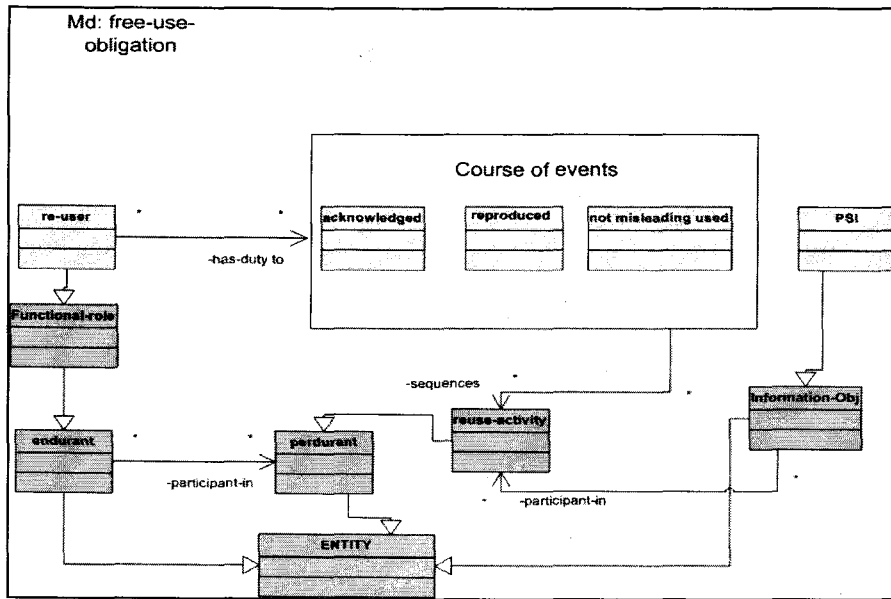 Md: free-use-
obligation
Course of events
re-user
acknowledged
reproduced
not misleading used
PSI
-has-duty to
Functional-role
-sequences
Information-Obj
endurant
perdurant
reuse-activity
-participant-in
-participant-in
ENTITY